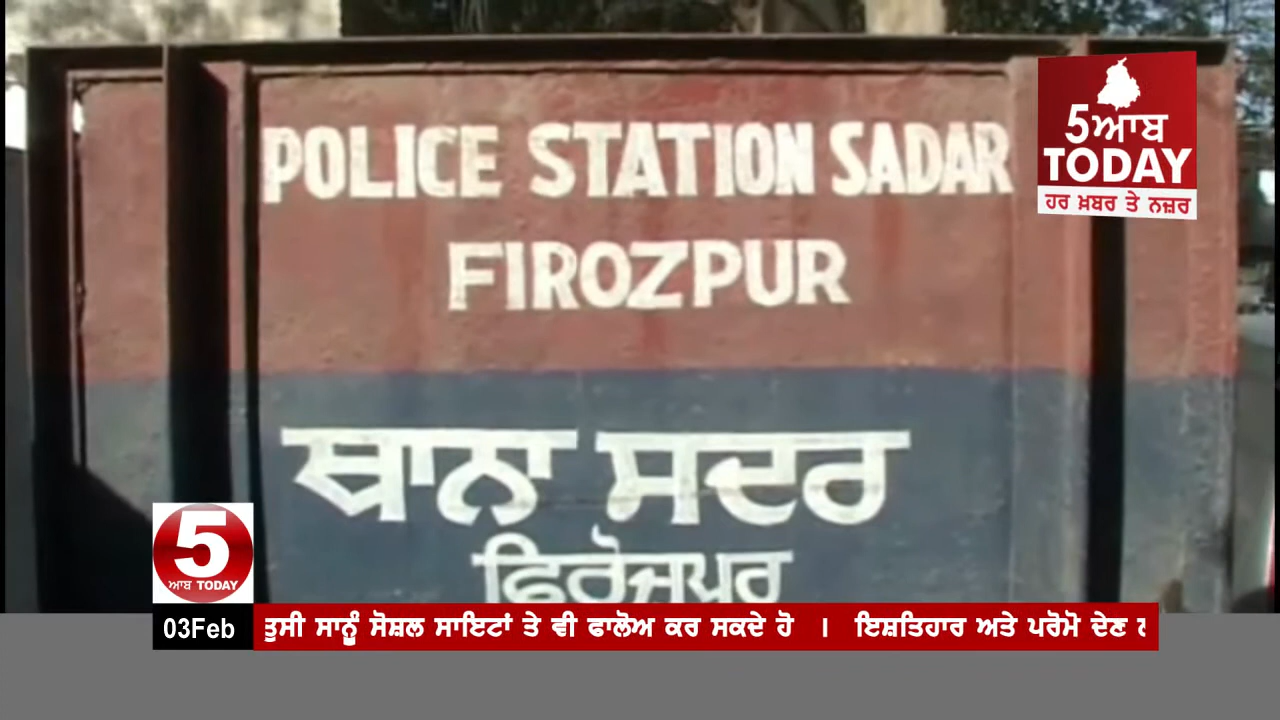 POLICE STATION SADAR
FIROZPUR
ਥਾਨਾ ਸਦਰ
ਫਿਰੋਜਪੁਰ
5ਆਬ
TODAY
ਹਰ ਖ਼ਬਰ ਤੇ ਨਜ਼ਰ
5
ਆਬ TODAY
03Feb
ਤੁਸੀ ਸਾਨੂੰ ਸੋਸ਼ਲ ਸਾਇਟਾਂ ਤੇ ਵੀ ਫਾਲੋਅ ਕਰ ਸਕਦੇ ਹੋ । ਇਸ਼ਤਿਹਾਰ ਅਤੇ ਪਰੋਮੋ ਦੇਣ